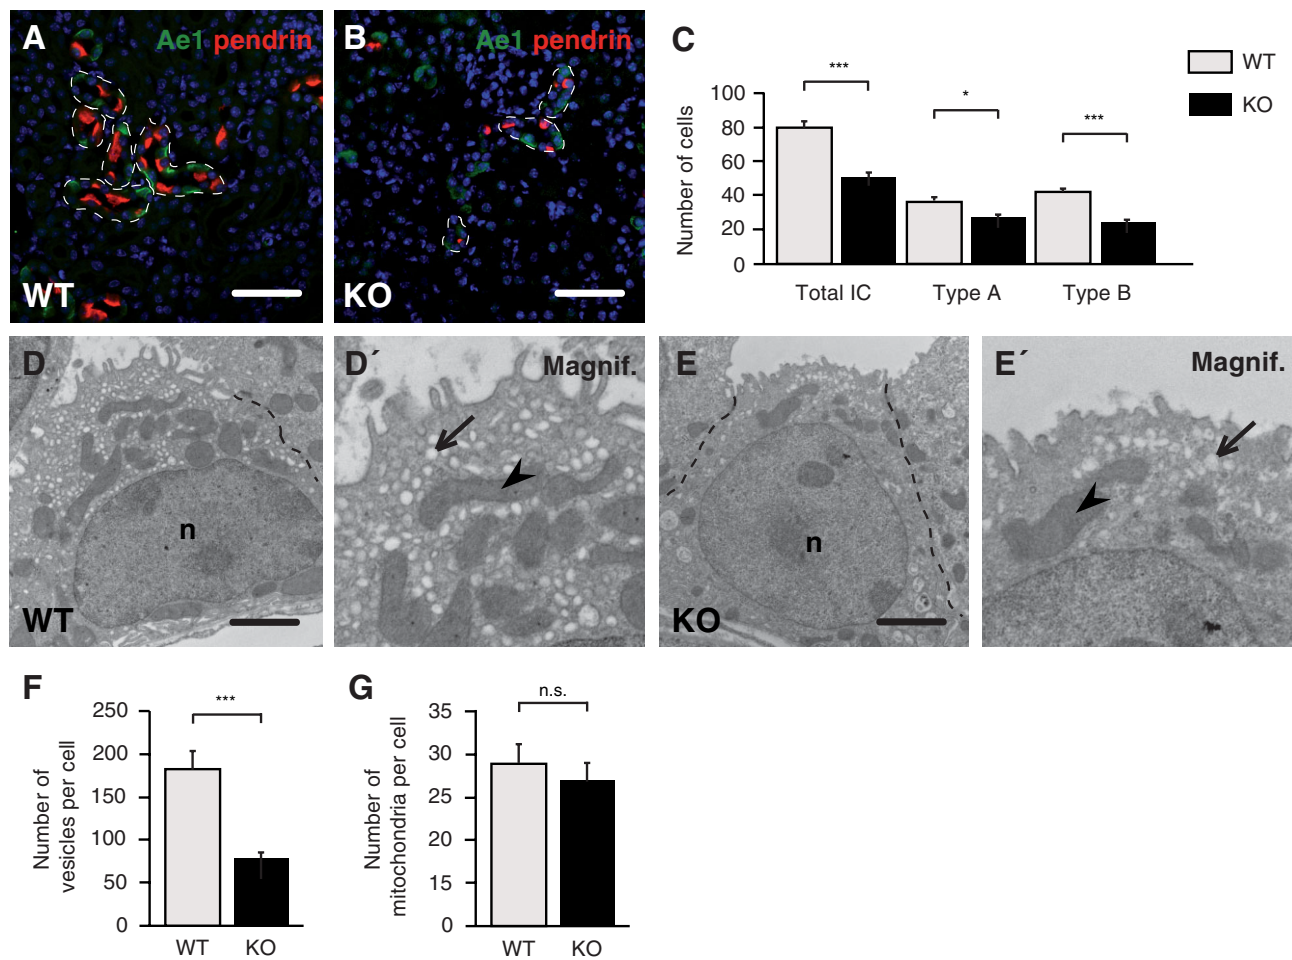 A
Ae1 pendrin
WT
B
Ae1 pendrin
KO
C
WT
KO
***
*
***
Number of cells
100
80
60
40
20
0
Total IC
Type A
Type B
D
n
WT
D´
Magnif.
E
n
KO
E´
Magnif.
F
***
Number of
vesicles per cell
250
200
150
100
50
0
WT
KO
G
n.s.
Number of
mitochondria per cell
35
30
25
20
15
0
WT
KO